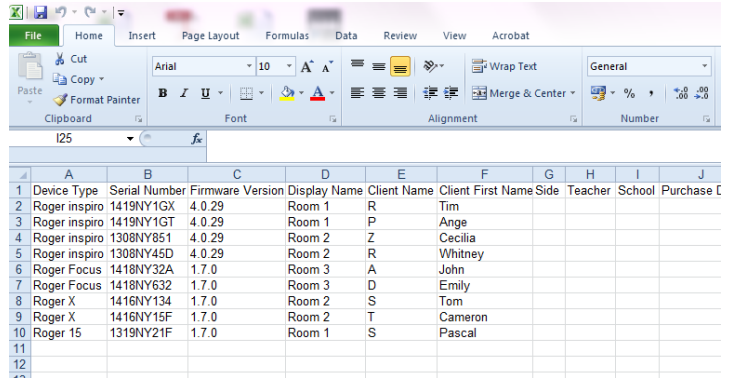 File Home Insert Page Layout Formulas Data Review View Acrobat
Cut
Copy
Format Painter
Paste
Arial 10
Wrap Text
Merge & Center
General
B I U
Clipboard Font Alignment Number
I25 fx
A B C D E F G H I J
1 Device Type Serial Number Firmware Version Display Name Client Name Client First Name Side Teacher School Purchase D
2 Roger inspiro 1419NY1GX 4.0.29 Room 1 R Tim
3 Roger inspiro 1419NY1GT 4.0.29 Room 1 P Ange
4 Roger inspiro 1308NY851 4.0.29 Room 2 Z Cecilia
5 Roger inspiro 1308NY45D 4.0.29 Room 2 R Whitney
6 Roger Focus 1418NY32A 1.7.0 Room 3 A John
7 Roger Focus 1418NY632 1.7.0 Room 3 D Emily
8 Roger X 1416NY134 1.7.0 Room 2 S Tom
9 Roger X 1416NY15F 1.7.0 Room 2 T Cameron
10 Roger 15 1319NY21F 1.7.0 Room 1 S Pascal
11
12